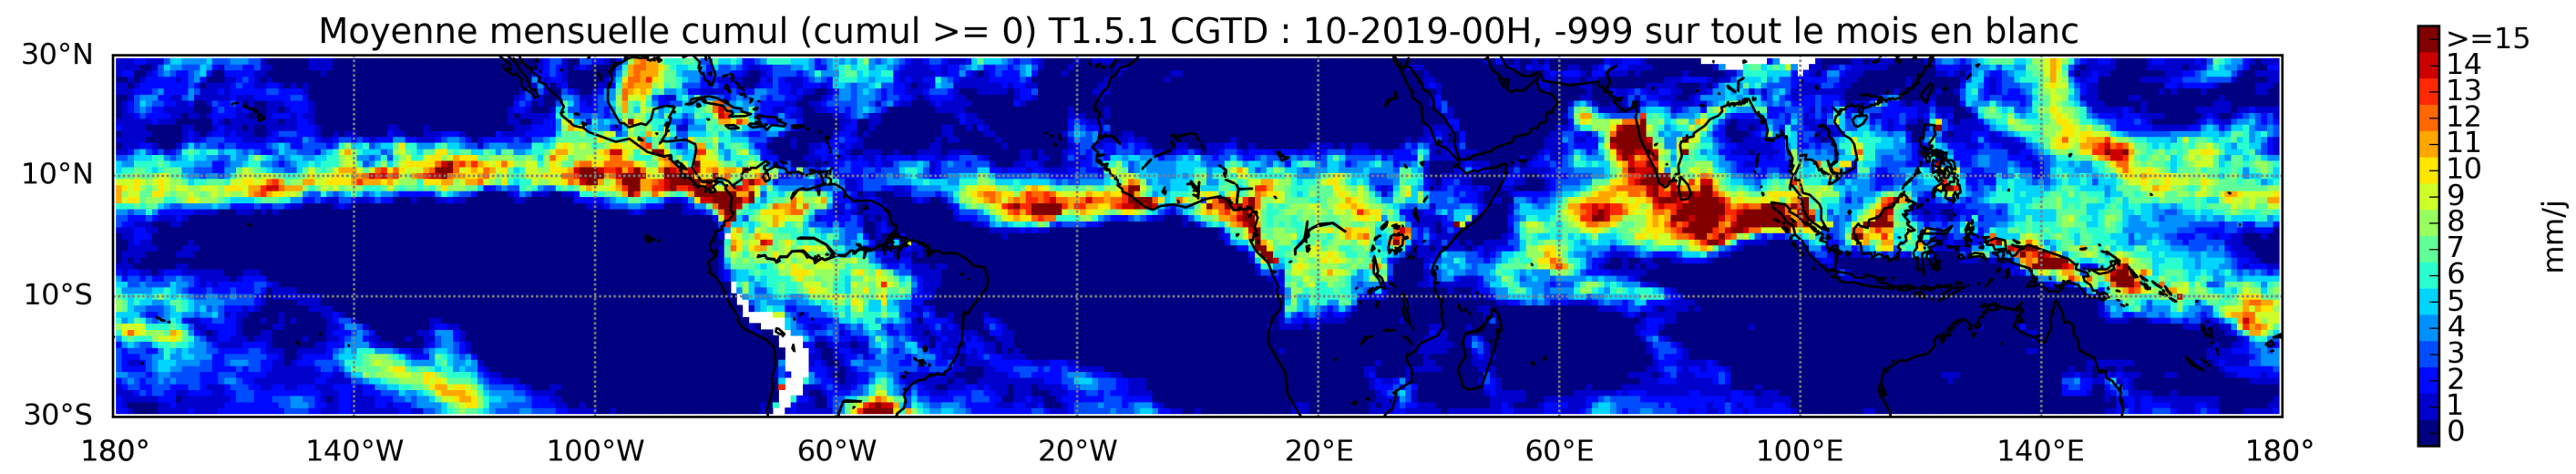 Moyenne mensuelle cumul (cumul >= 0) T1.5.1 CGTD : 10-2019-00H, -999 sur tout le mois en blanc
30°N
10°N
10°S
30°S
180°
140°W
100°W
60°W
20°W
20°E
60°E
100°E
140°E
180°
>=15
14
13
12
11
10
9
8
7
6
5
4
3
2
1
0
mm/j